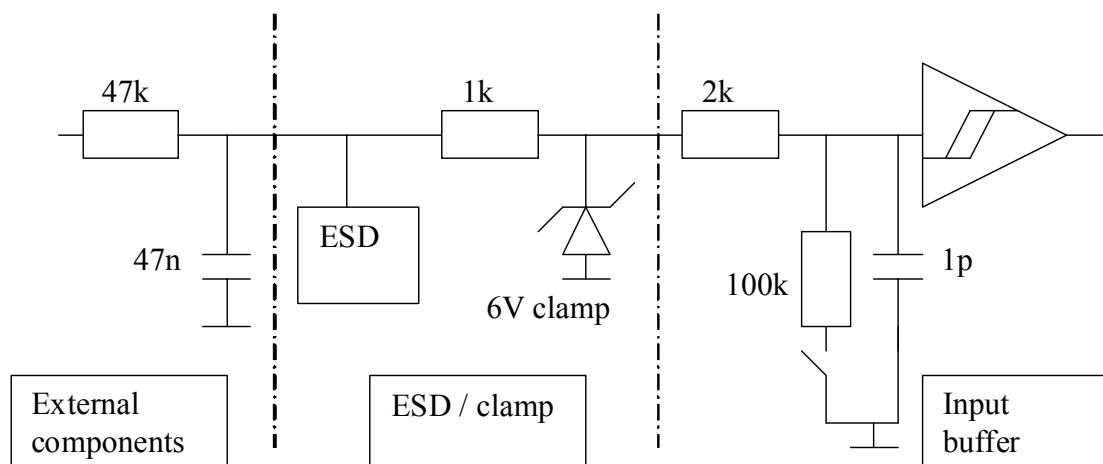 47k
1k
2k
ESD
47n
6V clamp
100k
1p
External
components
ESD / clamp
Input
buffer